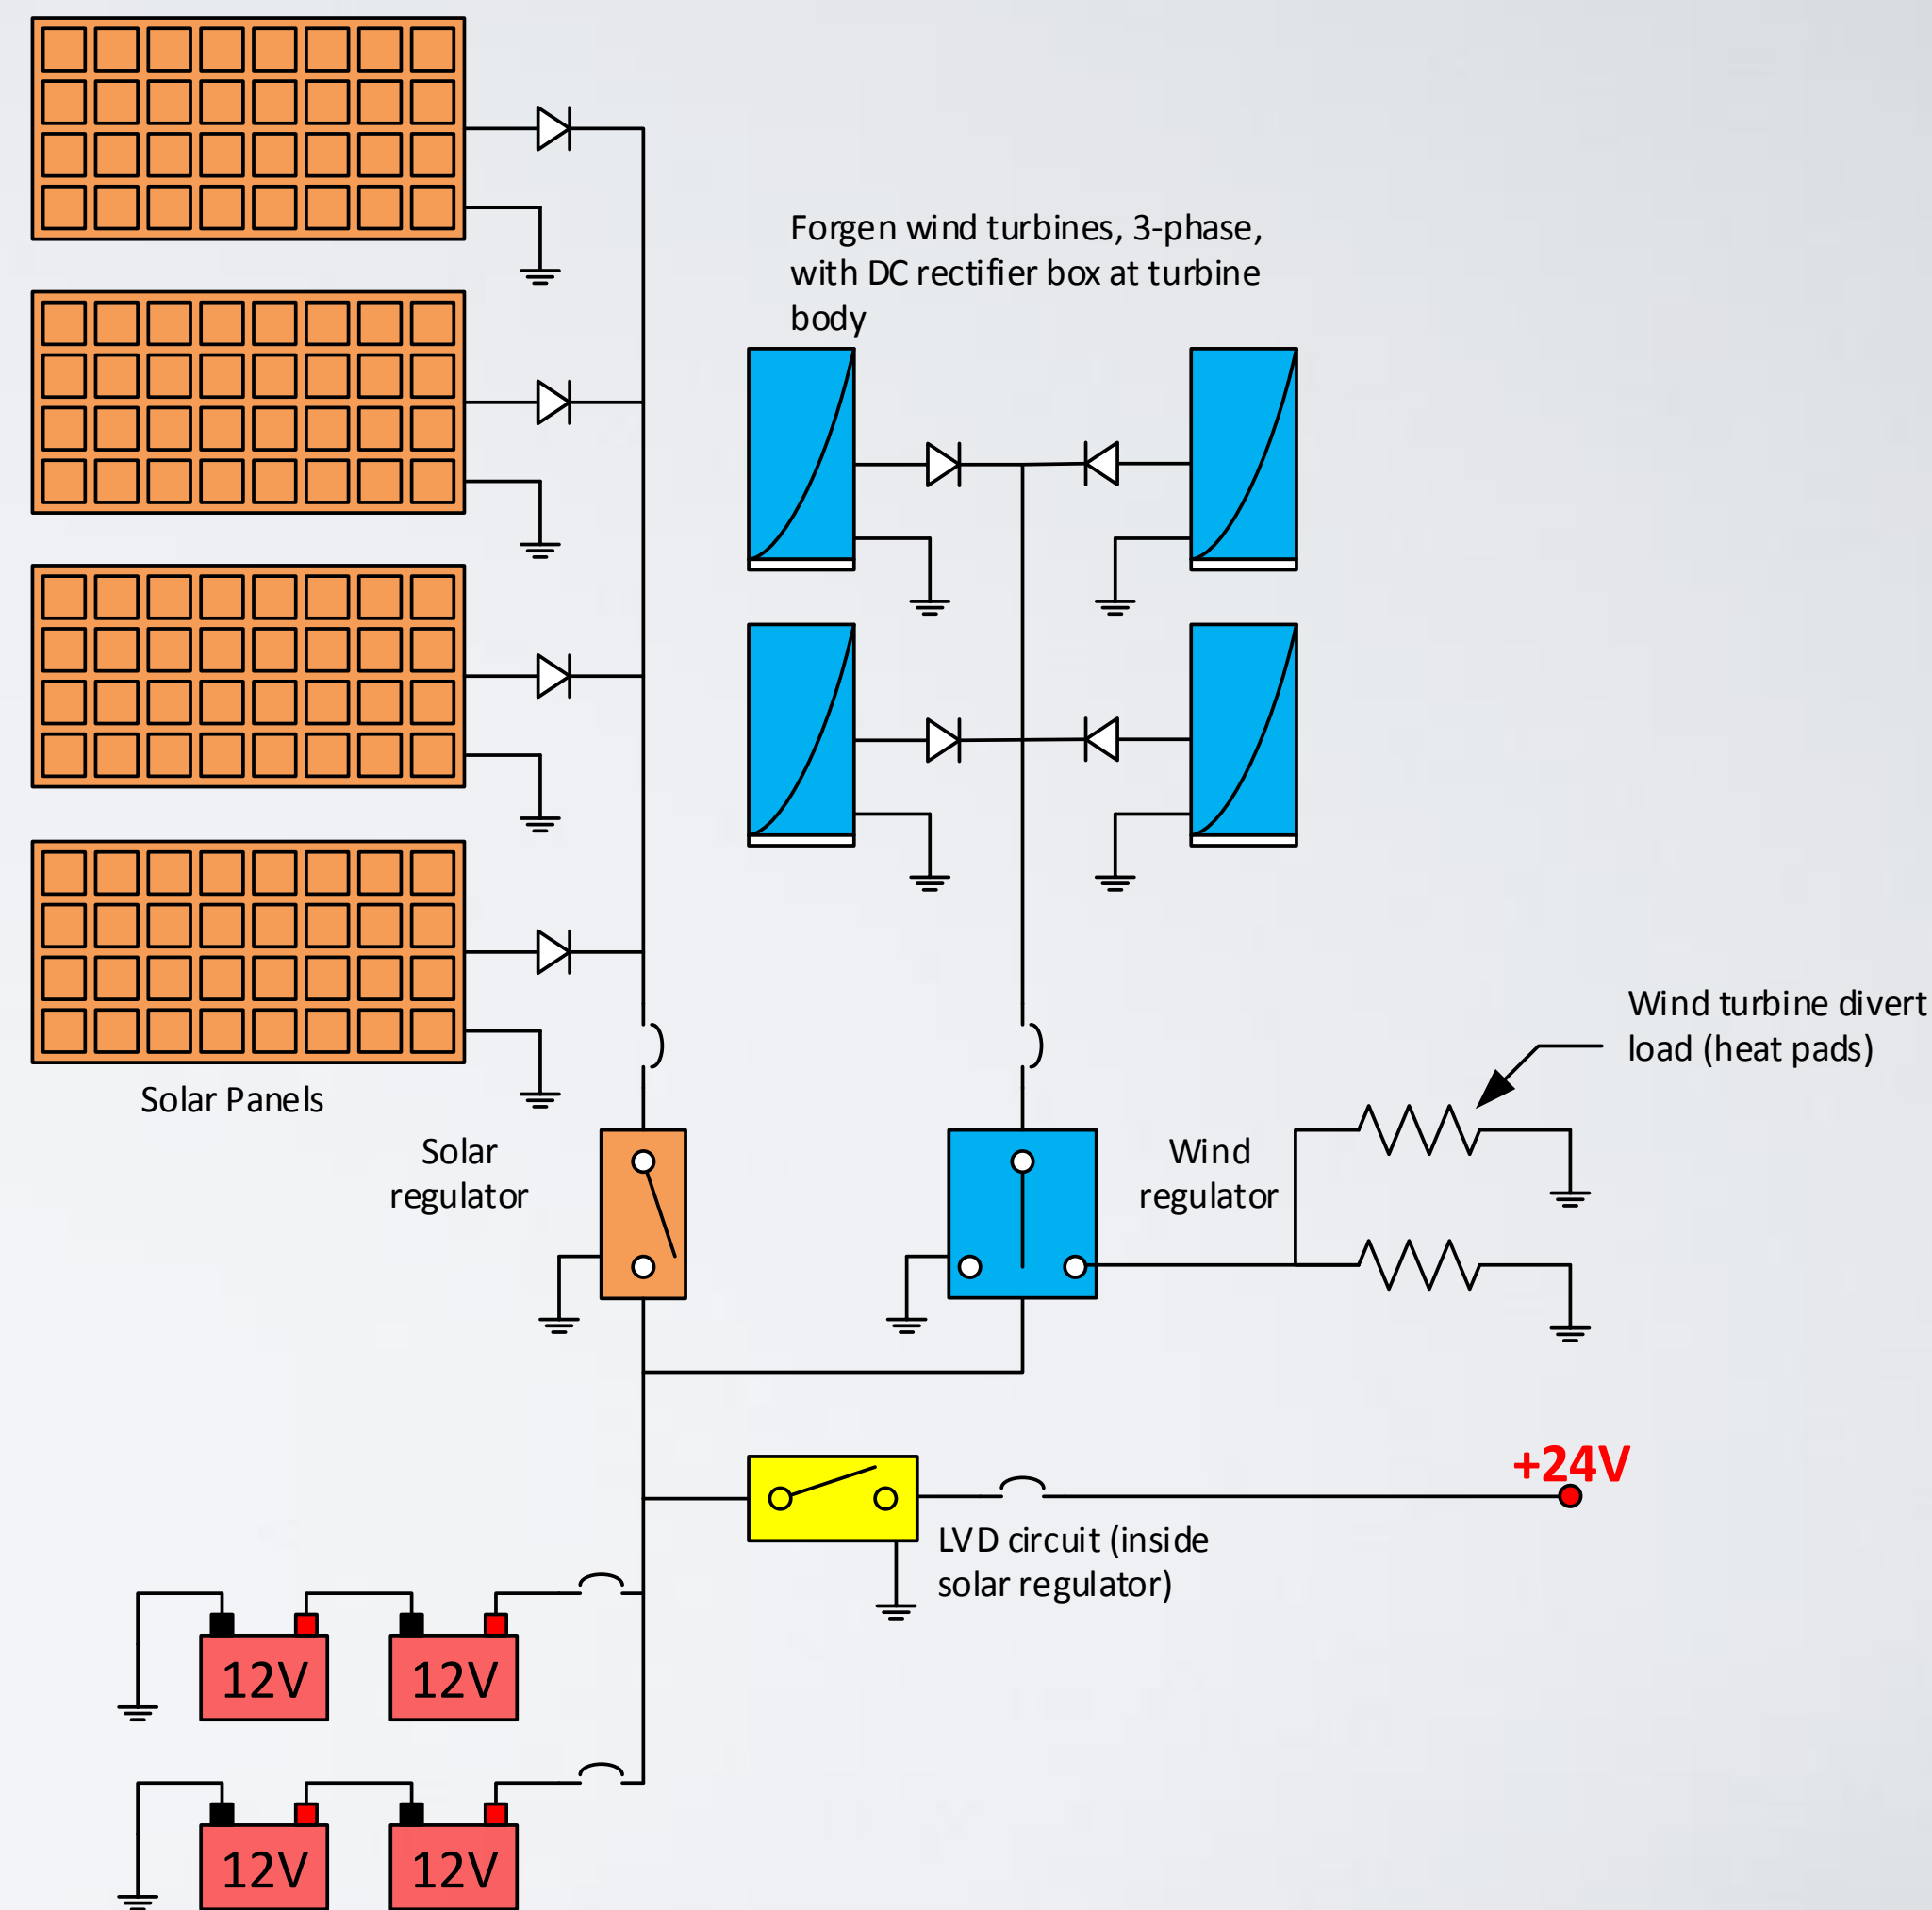 Forgen wind turbines, 3-phase,
with DC rectifier box at turbine
body
Wind turbine divert
load (heat pads)
Solar Panels
Solar
regulator
Wind
regulator
+24V
LVD circuit (inside
solar regulator)
12V
12V
12V
12V